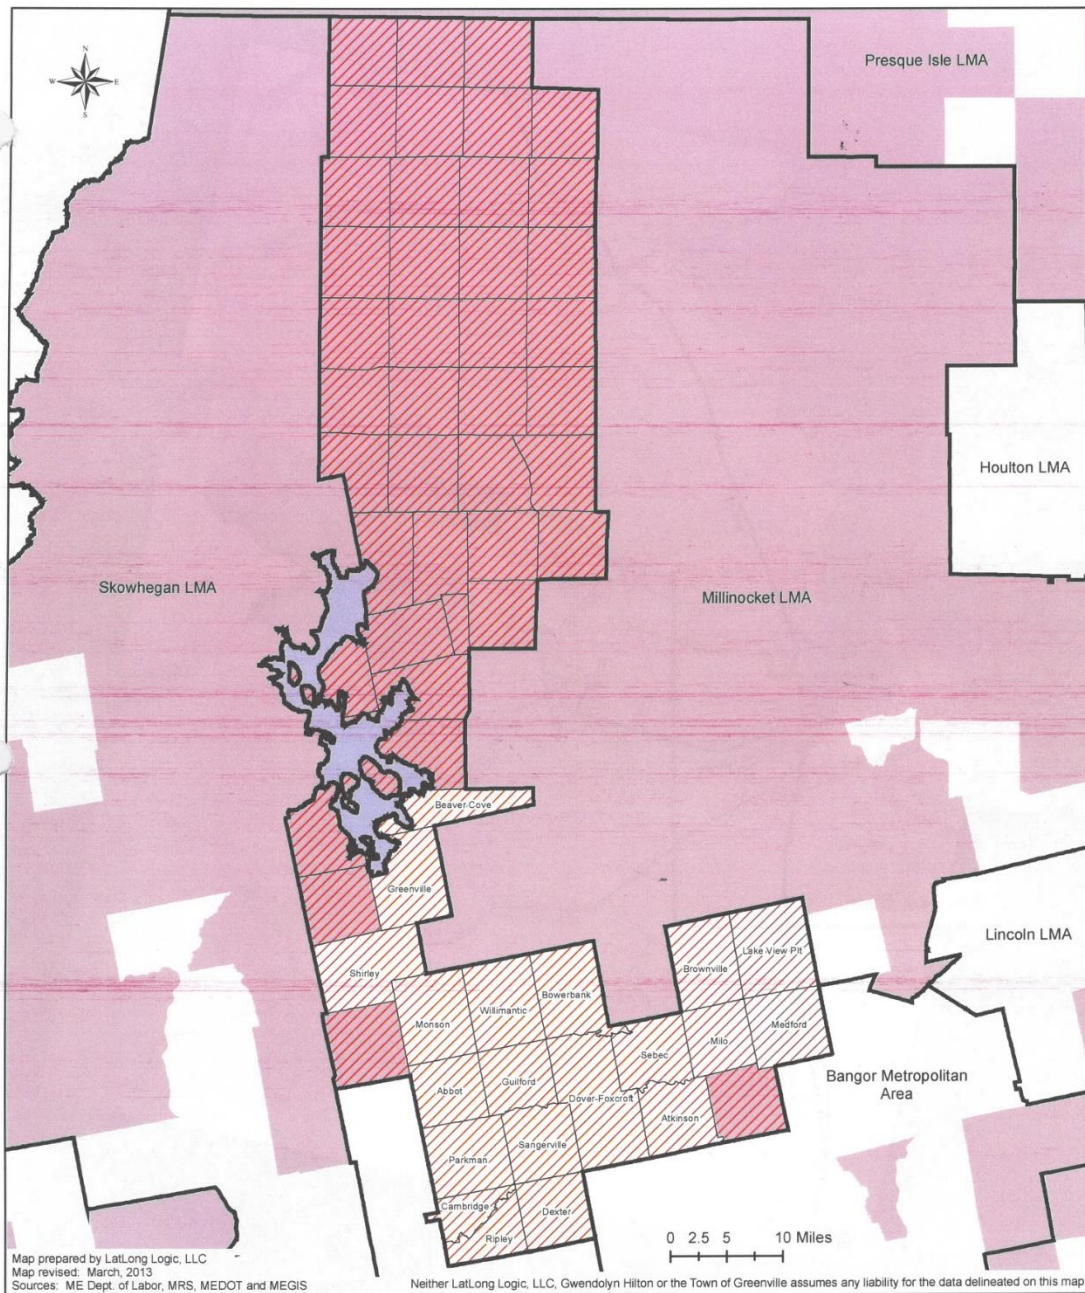 Presque Isle LMA
N
W E
S
Houlton LMA
Skowhegan LMA
Millinocket LMA
Beaver Cove
Greenville
Lincoln LMA
Shirley
Brownville
Lake View Plt
Bowerbank
Willimantic
Monson
Medford
Milo
Sebec
Bangor Metropolitan
Area
Guilford
Abbot
Dover-Foxcroft
Atkinson
Sangerville
Parkman
Cambridge
Dexter
Ripley
0 2.5 5 10 Miles
Map prepared by LatLong Logic, LLC
Map revised: March, 2013
Sources: ME Dept. of Labor, MRS, MEDOT and MEGIS
Neither LatLong Logic, LLC, Gwendolyn Hilton or the Town of Greenville assumes any liability for the data delineated on this map